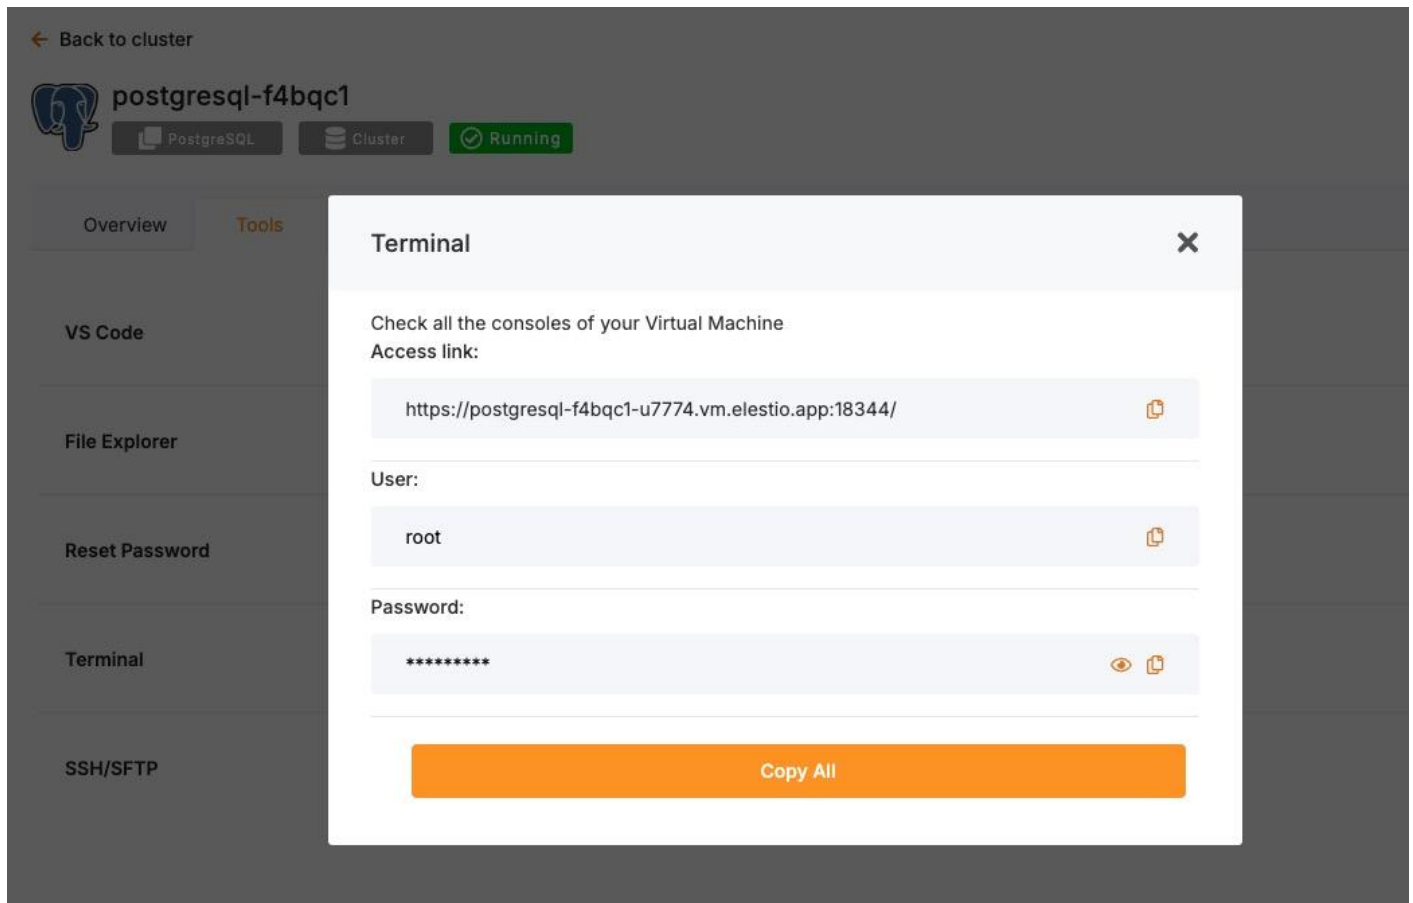 Back to cluster
postgresql-f4bqc1
PostgreSQL
Cluster
Running
Overview
Tools
VS Code
File Explorer
Reset Password
Terminal
SSH/SFTP
Terminal
Check all the consoles of your Virtual Machine
Access link:
https://postgresql-f4bqc1-u7774.vm.elestio.app:18344/
User:
root
Password:
*********
Copy All